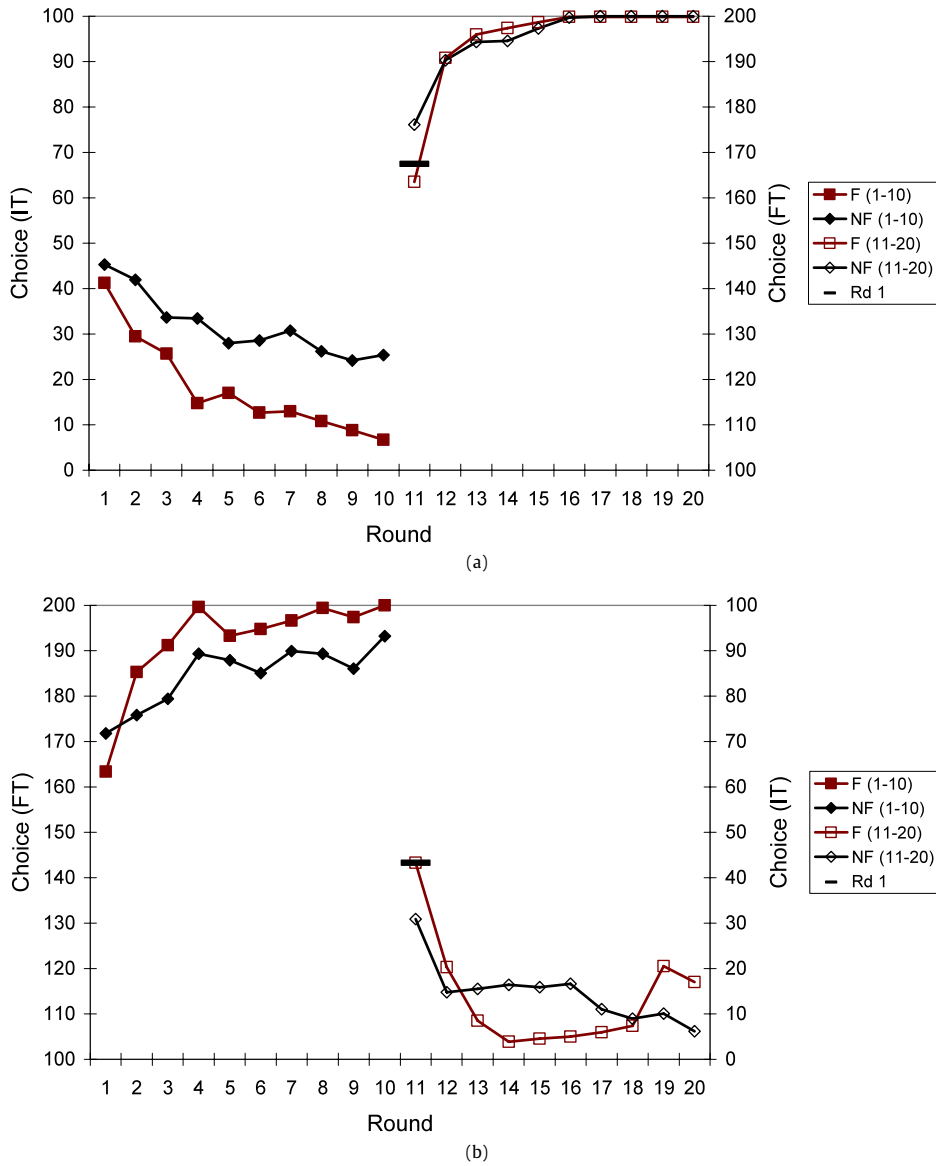 100
90
80
70
60
50
40
30
20
10
0
Choice (IT)
200
190
180
170
160
150
140
130
120
110
100
Choice (FT)
1 2 3 4 5 6 7 8 9 10 11 12 13 14 15 16 17 18 19 20
Round
F (1-10)
NF (1-10)
F (11-20)
NF (11-20)
Rd 1
(a)
200
190
180
170
160
150
140
130
120
110
100
Choice (FT)
100
90
80
70
60
50
40
30
20
10
0
Choice (IT)
1 2 3 4 5 6 7 8 9 10 11 12 13 14 15 16 17 18 19 20
Round
F (1-10)
NF (1-10)
F (11-20)
NF (11-20)
Rd 1
(b)